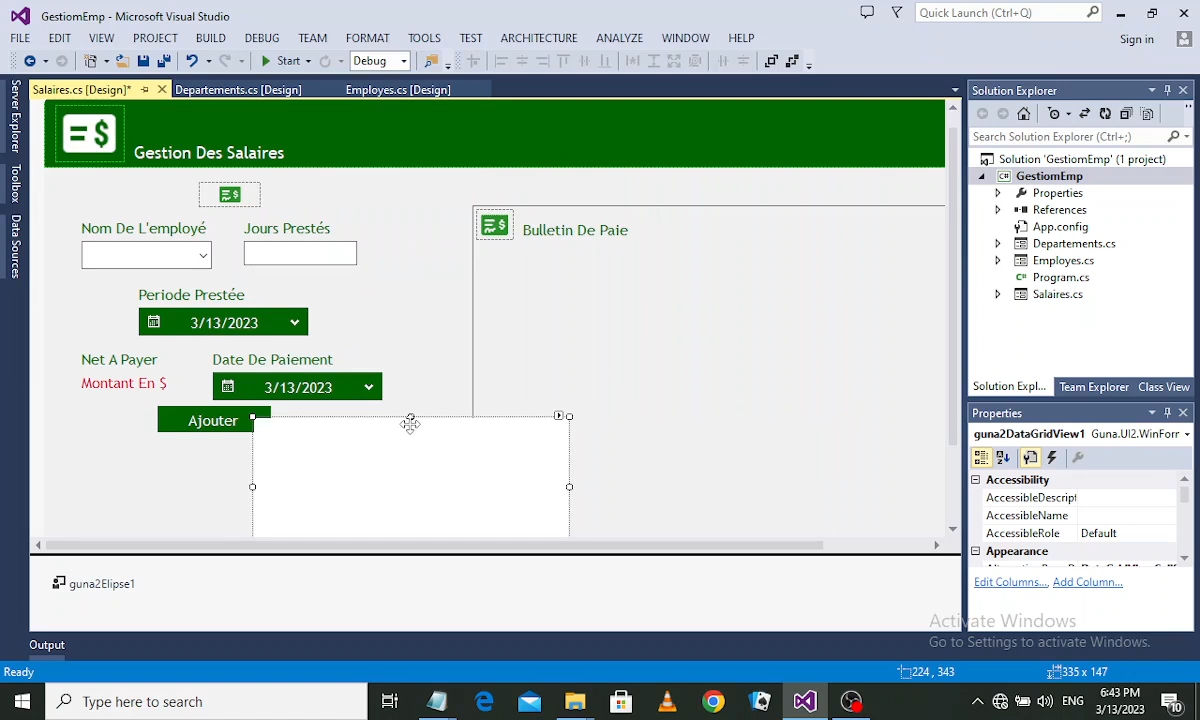 GestiomEmp - Microsoft Visual Studio
Quick Launch (Ctrl+Q)
FILE EDIT VIEW PROJECT BUILD DEBUG TEAM FORMAT TOOLS TEST ARCHITECTURE ANALYZE WINDOW HELP
Sign in
Start
Debug
Salaires.cs [Design]*
Departements.cs [Design]
Employes.cs [Design]
Server Explorer
Toolbox
Data Sources
Gestion Des Salaires
Nom De L'employé
Jours Prestés
Bulletin De Paie
Periode Prestée
3/13/2023
Net A Payer
Date De Paiement
Montant En $
3/13/2023
Ajouter
guna2Elipse1
Solution Explorer
Search Solution Explorer (Ctrl+;)
Solution 'GestiomEmp' (1 project)
GestiomEmp
Properties
References
App.config
Departements.cs
Employes.cs
Program.cs
Salaires.cs
Solution Expl...
Team Explorer
Class View
Properties
guna2DataGridView1 Guna.UI2.WinForr
Accessibility
AccessibleDescript
AccessibleName
AccessibleRole Default
Appearance
Edit Columns..., Add Column...
Activate Windows
Go to Settings to activate Windows.
Output
Ready
224 , 343
335 x 147
Type here to search
ENG
6:43 PM
3/13/2023
10